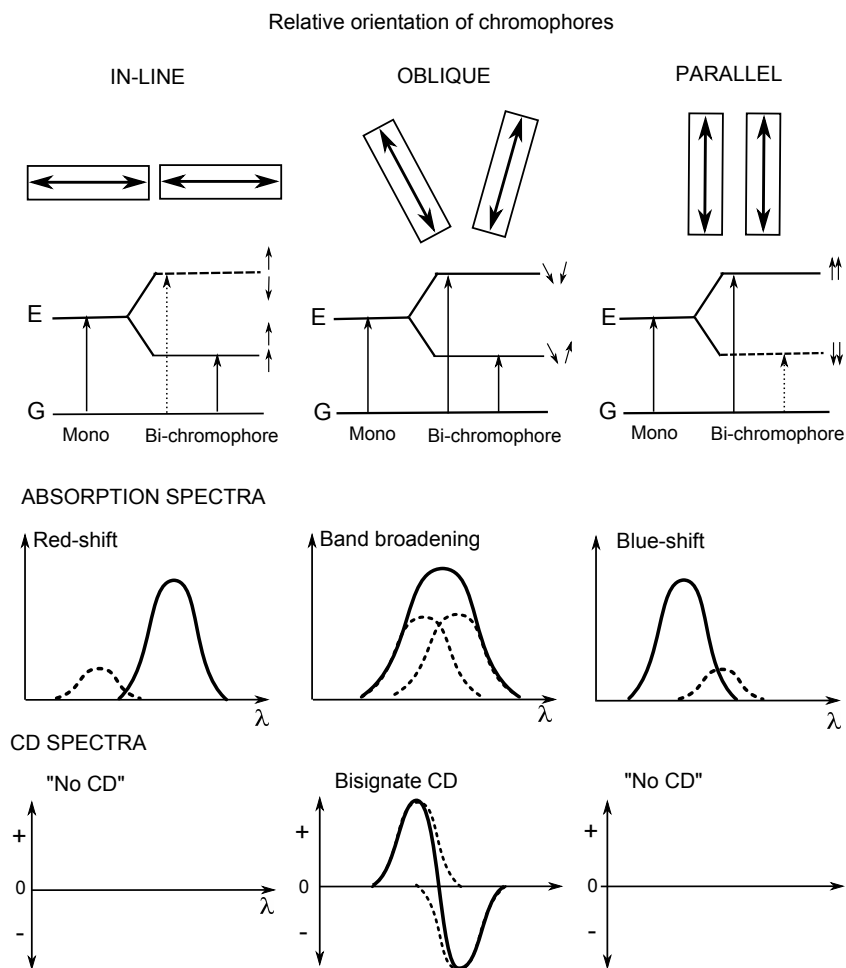 Relative orientation of chromophores
IN-LINE OBLIQUE PARALLEL
E E E
G G G
Mono Bi-chromophore Mono Bi-chromophore Mono Bi-chromophore
ABSORPTION SPECTRA
Red-shift Band broadening Blue-shift
λ λ λ
CD SPECTRA
"No CD" Bisignate CD "No CD"
+ + +
0 0 0
λ
- - -